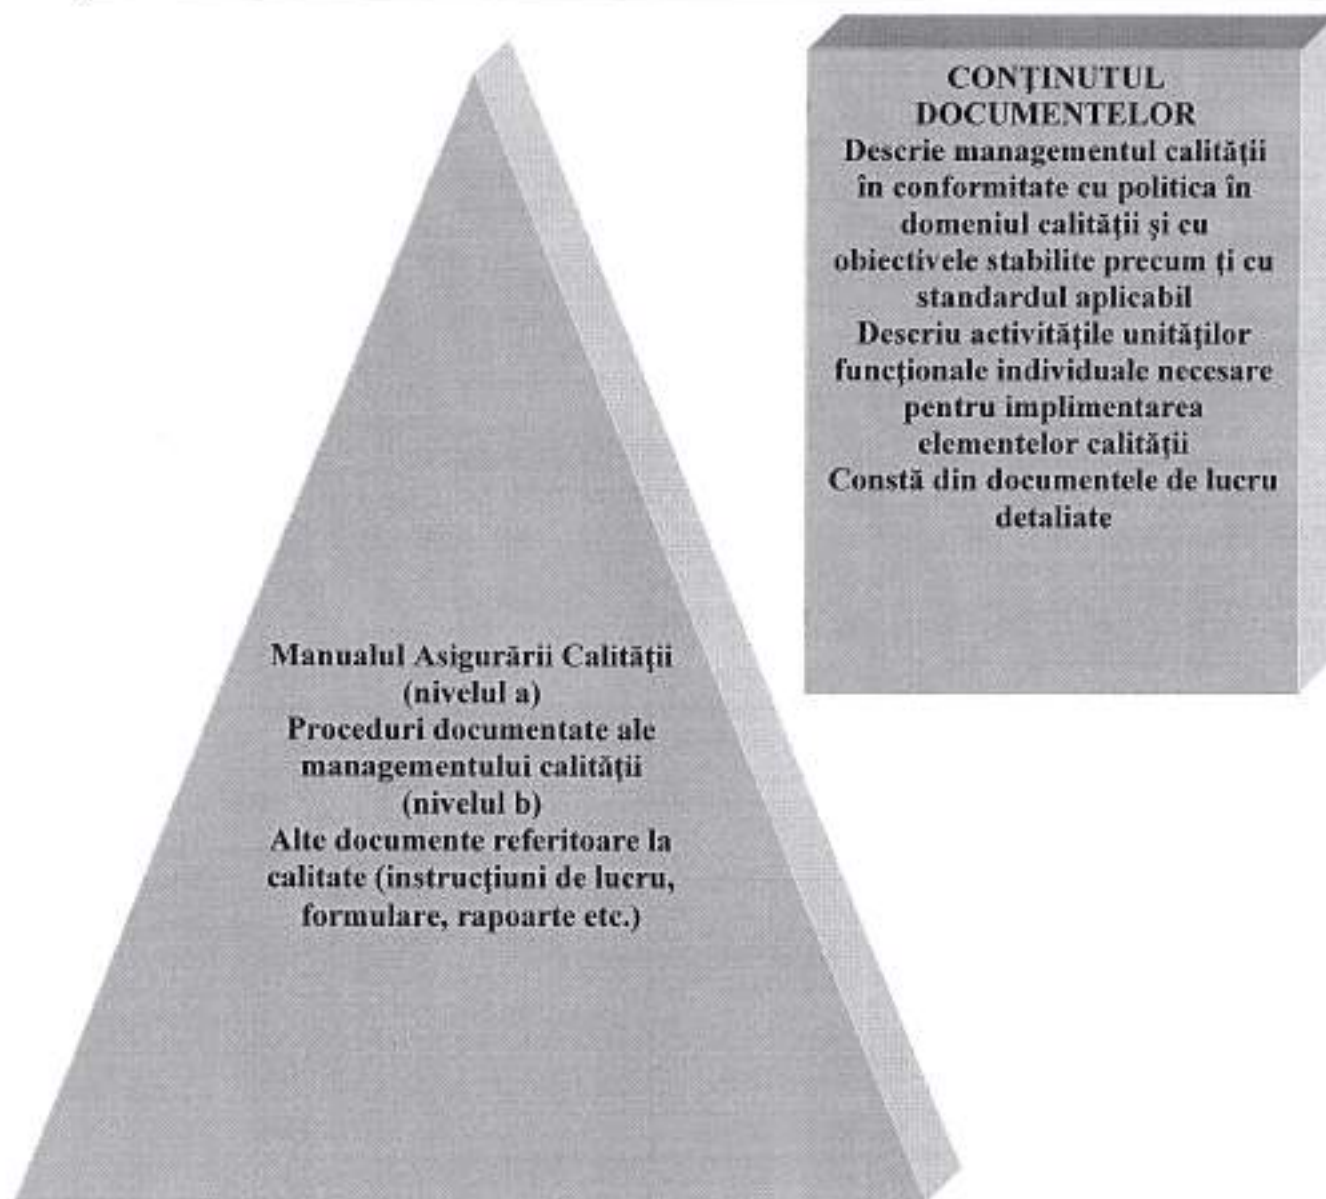 CONŢINUTUL
DOCUMENTELOR
Descrie managementul calităţii
în conformitate cu politica în
domeniul calităţii şi cu
obiectivele stabilite precum ţi cu
standardul aplicabil
Descriu activităţile unităţilor
funcţionale individuale necesare
pentru implimentarea
elementelor calităţii
Constă din documentele de lucru
detaliate
Manualul Asigurării Calităţii
(nivelul a)
Proceduri documentate ale
managementului calităţii
(nivelul b)
Alte documente referitoare la
calitate (instrucţiuni de lucru,
formulare, rapoarte etc.)